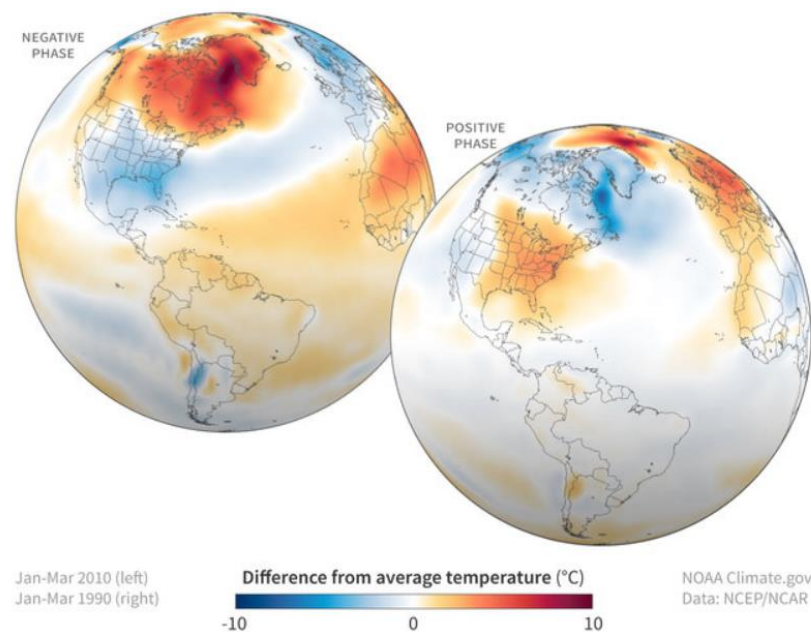 NEGATIVE
PHASE
POSITIVE
PHASE
Jan-Mar 2010 (left)
Jan-Mar 1990 (right)
Difference from average temperature (°C)
-10
0
10
NOAA Climate.gov
Data: NCEP/NCAR